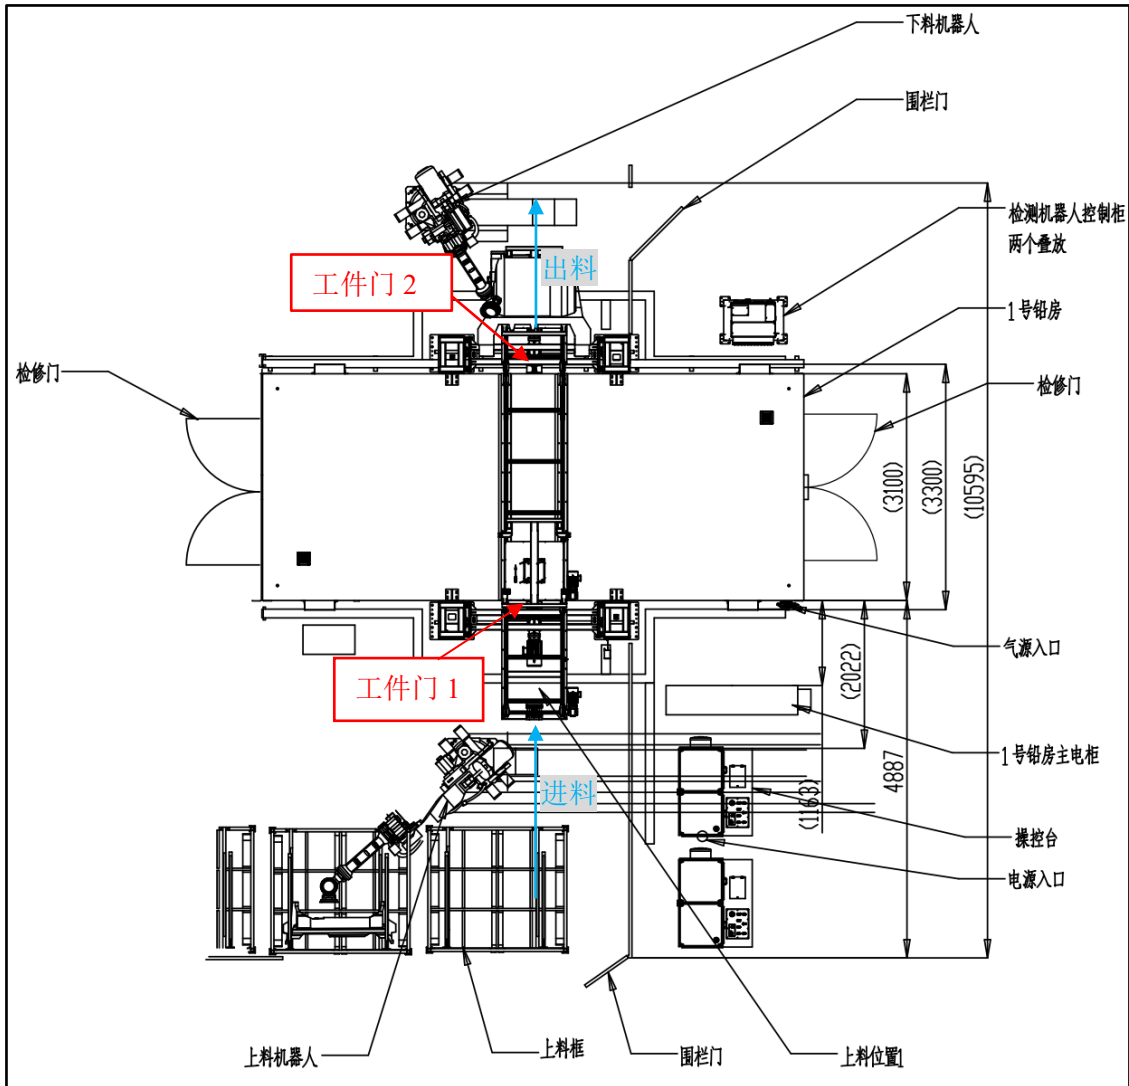 下料机器人
围栏门
检测机器人控制柜
两个叠放
出料
工件门 2
1号铅房
检修门
检修门
(3100)
(3300)
(10595)
气源入口
工件门 1
(2022)
1号铅房主电柜
4887
(1163)
进料
操控台
电源入口
上料机器人
上料框
围栏门
上料位置1